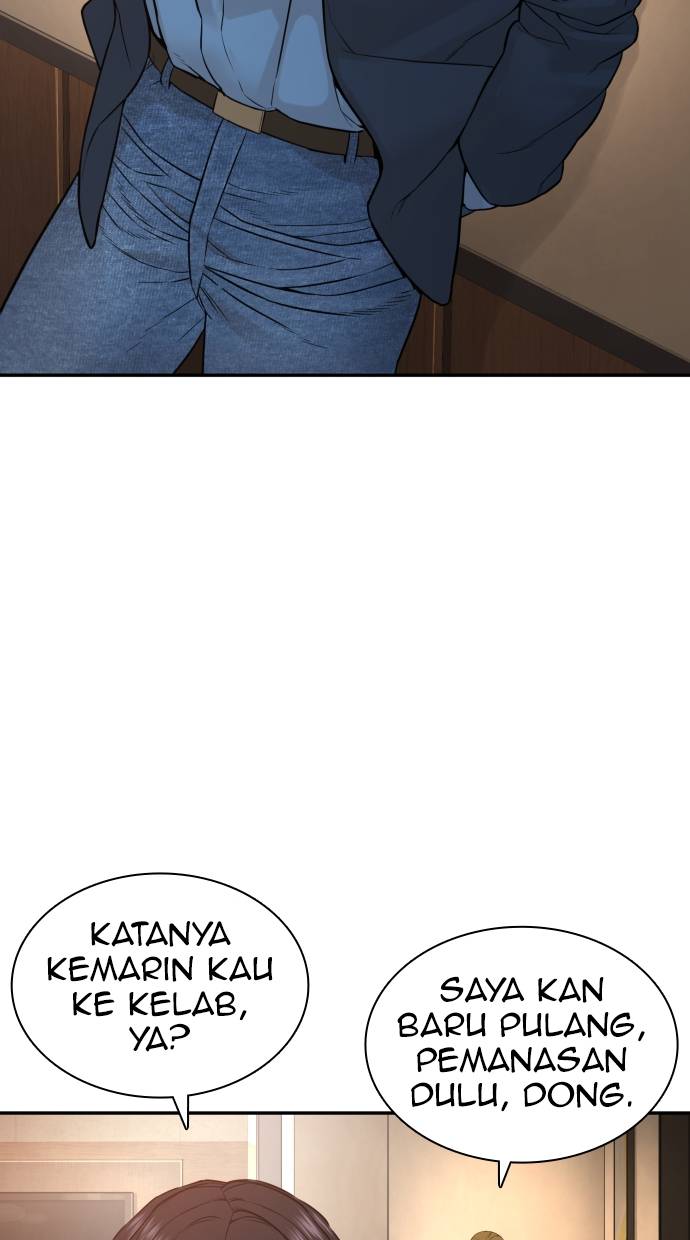 KATANYA
KEMARIN KAU
KE KELAB,
YA?
SAYA KAN
BARU PULANG,
PEMANASAN
DULU, DONG.